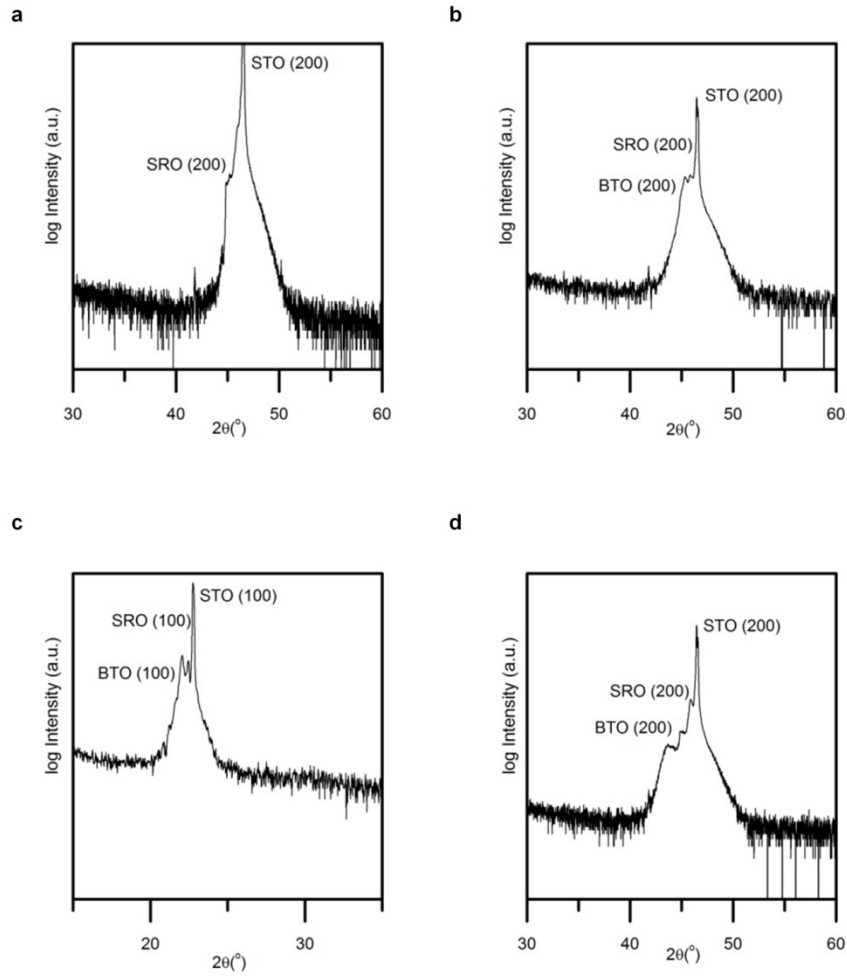 a
STO (200)
SRO (200)
log Intensity (a.u.)
30 40 50 60
2θ(°)
b
STO (200)
SRO (200)
BTO (200)
log Intensity (a.u.)
30 40 50 60
2θ(°)
c
STO (100)
SRO (100)
BTO (100)
log Intensity (a.u.)
20 30
2θ(°)
d
STO (200)
SRO (200)
BTO (200)
log Intensity (a.u.)
30 40 50 60
2θ(°)